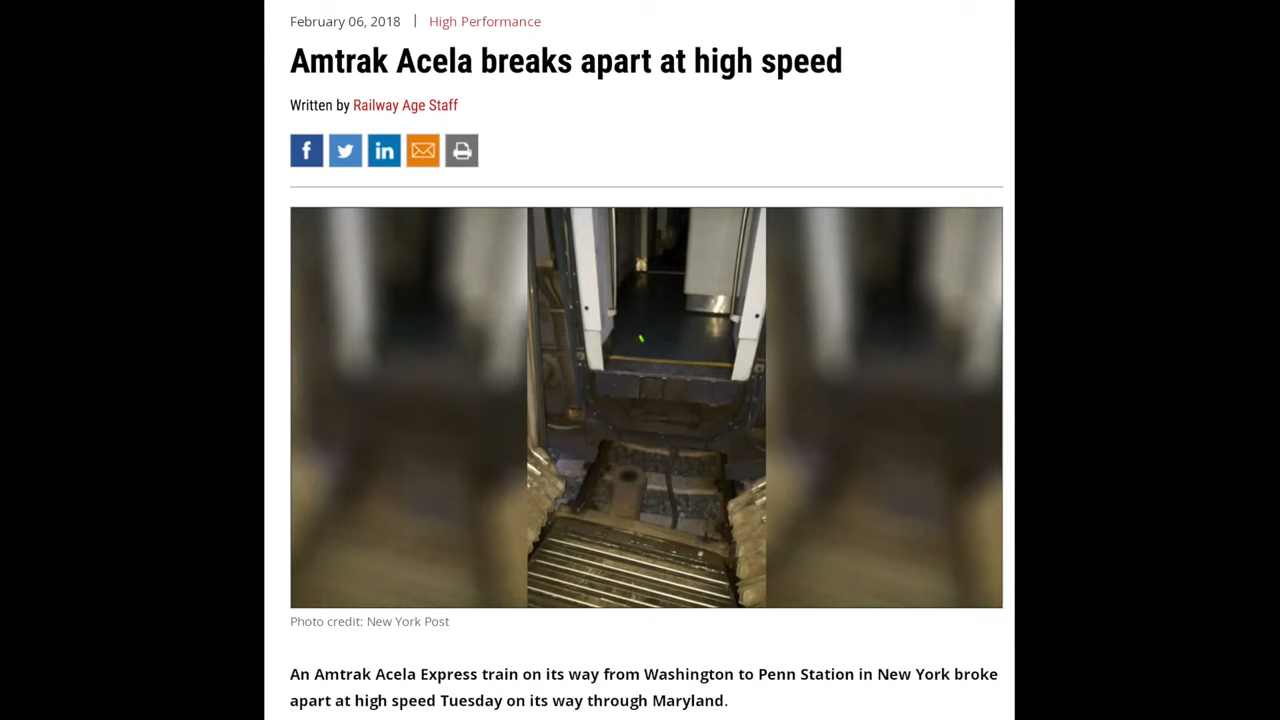 February 06, 2018 | High Performance
Amtrak Acela breaks apart at high speed
Written by Railway Age Staff
f
in
Photo credit: New York Post
An Amtrak Acela Express train on its way from Washington to Penn Station in New York broke
apart at high speed Tuesday on its way through Maryland.